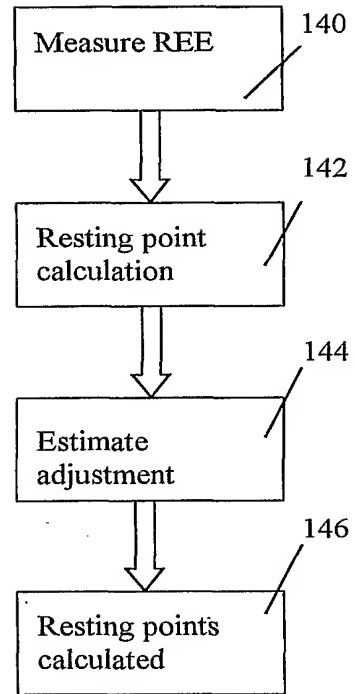 Measure REE
140
142
Resting point
calculation
144
Estimate
adjustment
146
Resting points
calculated